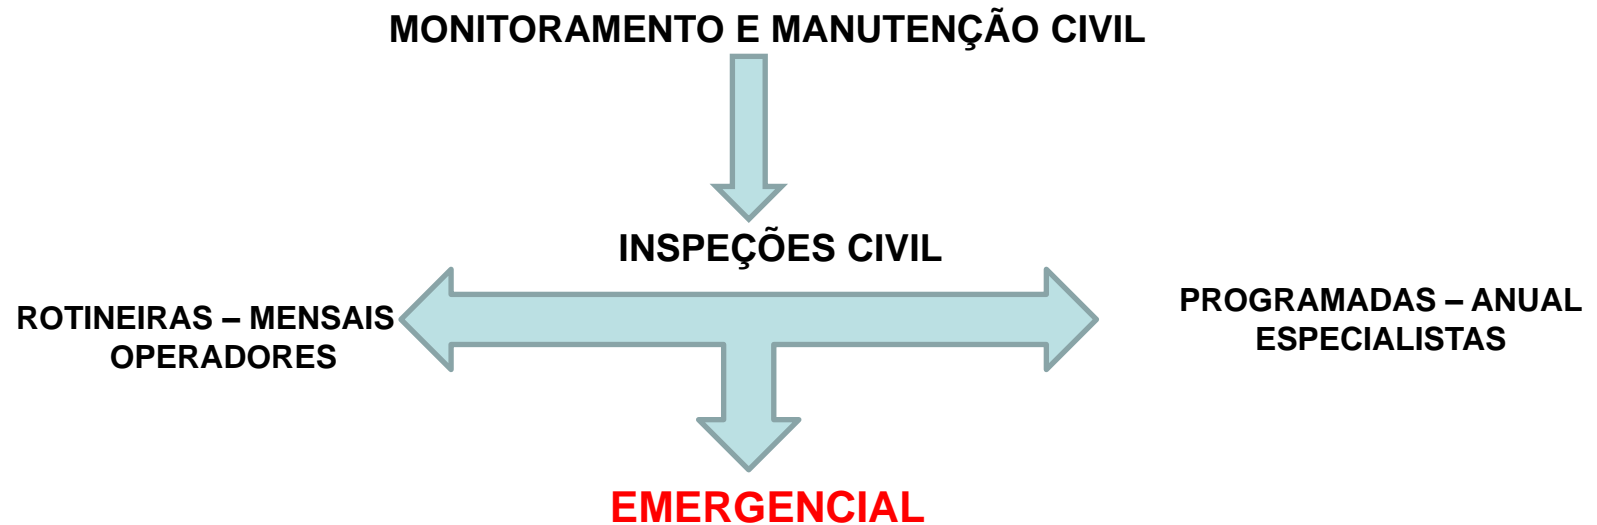 MONITORAMENTO E MANUTENÇÃO CIVIL
INSPEÇÕES CIVIL
ROTINEIRAS – MENSAIS
OPERADORES
PROGRAMADAS – ANUAL
ESPECIALISTAS
EMERGENCIAL